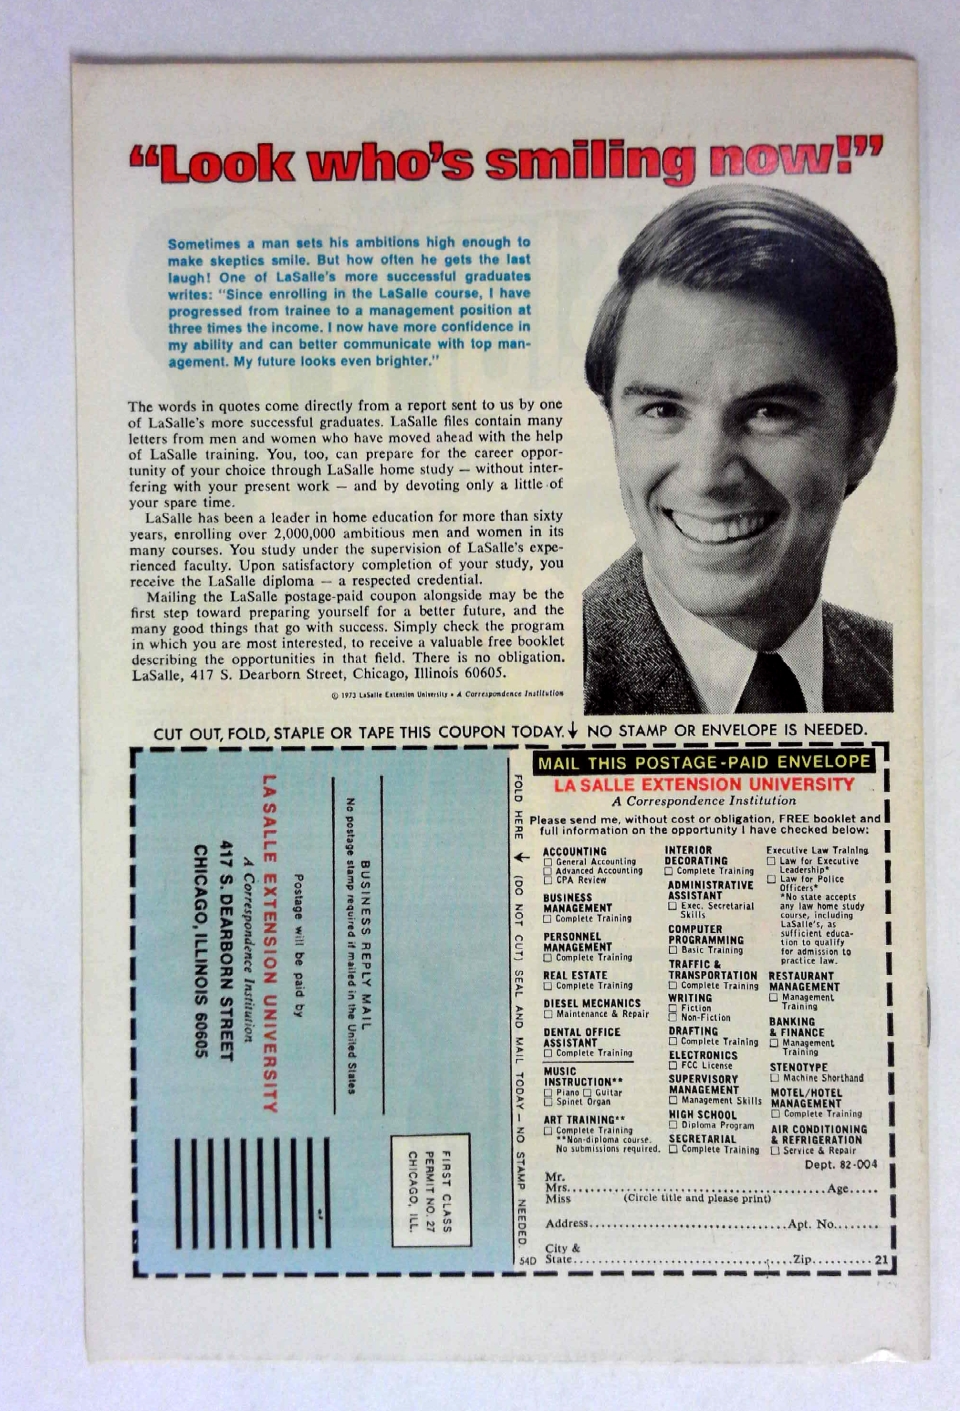 “Look who’s smiling now!”
Sometimes a man sets his ambitions high enough to
make skeptics smile. But how often he gets the last
laugh! One of LaSalle's more successful graduates
writes: "Since enrolling in the LaSalle course, I have
progressed from trainee to a management position at
three times the income. I now have more confidence in
my ability and can better communicate with top man-
agement. My future looks even brighter."
The words in quotes come directly from a report sent to us by one
of LaSalle's more successful graduates. LaSalle files contain many
letters from men and women who have moved ahead with the help
of LaSalle training. You, too, can prepare for the career oppor-
tunity of your choice through LaSalle home study — without inter-
fering with your present work — and by devoting only a little of
your spare time.
LaSalle has been a leader in home education for more than sixty
years, enrolling over 2,000,000 ambitious men and women in its
many courses. You study under the supervision of LaSalle's expe-
rienced faculty. Upon satisfactory completion of your study, you
receive the LaSalle diploma — a respected credential.
Mailing the LaSalle postage-paid coupon alongside may be the
first step toward preparing yourself for a better future, and the
many good things that go with success. Simply check the program
in which you are most interested, to receive a valuable free booklet
describing the opportunities in that field. There is no obligation.
LaSalle, 417 S. Dearborn Street, Chicago, Illinois 60605.
© 1973 LaSalle Extension University • A Correspondence Institution
CUT OUT, FOLD, STAPLE OR TAPE THIS COUPON TODAY. ↓ NO STAMP OR ENVELOPE IS NEEDED.
FIRST CLASS
PERMIT NO. 27
CHICAGO, ILL.
BUSINESS REPLY MAIL
No postage stamp required if mailed in the United States
Postage will be paid by
LA SALLE EXTENSION UNIVERSITY
A Correspondence Institution
417 S. DEARBORN STREET
CHICAGO, ILLINOIS 60605
FOLD HERE ↓ (DO NOT CUT) SEAL AND MAIL TODAY — NO STAMP NEEDED.
MAIL THIS POSTAGE-PAID ENVELOPE
LA SALLE EXTENSION UNIVERSITY
A Correspondence Institution
Please send me, without cost or obligation, FREE booklet and
full information on the opportunity I have checked below:
ACCOUNTING
☐ General Accounting
☐ Advanced Accounting
☐ CPA Review
BUSINESS
MANAGEMENT
☐ Complete Training
PERSONNEL
MANAGEMENT
☐ Complete Training
REAL ESTATE
☐ Complete Training
DIESEL MECHANICS
☐ Maintenance & Repair
DENTAL OFFICE
ASSISTANT
☐ Complete Training
MUSIC
INSTRUCTION**
☐ Piano ☐ Guitar
☐ Spinet Organ
ART TRAINING**
☐ Complete Training
**Non-diploma course.
No submissions required.
INTERIOR
DECORATING
☐ Complete Training
ADMINISTRATIVE
ASSISTANT
☐ Exec. Secretarial
Skills
COMPUTER
PROGRAMMING
☐ Basic Training
TRAFFIC &
TRANSPORTATION
☐ Complete Training
WRITING
☐ Fiction
☐ Non-Fiction
DRAFTING
☐ Complete Training
ELECTRONICS
☐ FCC License
SUPERVISORY
MANAGEMENT
☐ Management Skills
HIGH SCHOOL
☐ Diploma Program
SECRETARIAL
☐ Complete Training
Executive Law Training
☐ Law for Executive
Leadership*
☐ Law for Police
Officers*
*No state accepts
any law home study
course, including
LaSalle's, as
sufficient educa-
tion to qualify
for admission to
practice law.
RESTAURANT
MANAGEMENT
☐ Management
Training
BANKING
& FINANCE
☐ Management
Training
STENOTYPE
☐ Machine Shorthand
MOTEL/HOTEL
MANAGEMENT
☐ Complete Training
AIR CONDITIONING
& REFRIGERATION
☐ Service & Repair
Dept. 82-004
Mr.
Mrs. Age
Miss (Circle title and please print)
Address Apt. No.
City &
54D State Zip 21